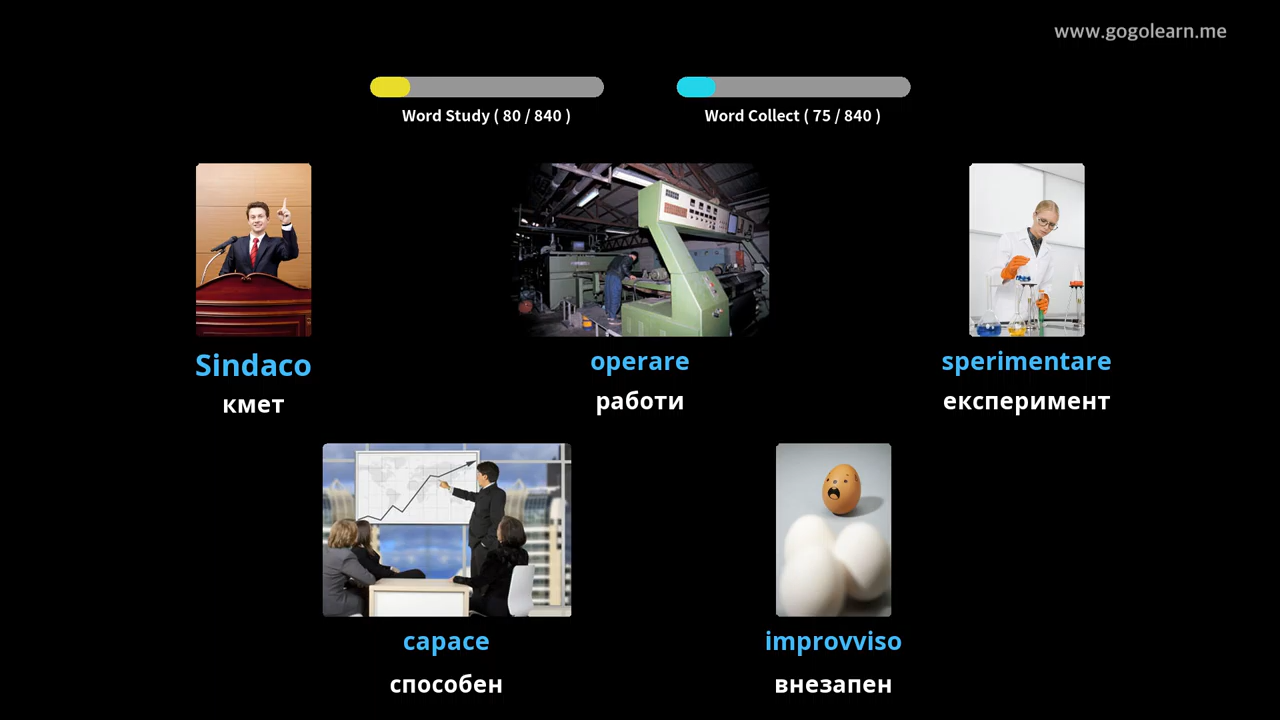 www.gogolearn.me
Word Study ( 80 / 840 )
Word Collect ( 75 / 840 )
Sindaco
кмет
operare
работи
sperimentare
експеримент
capace
способен
improvviso
внезапен